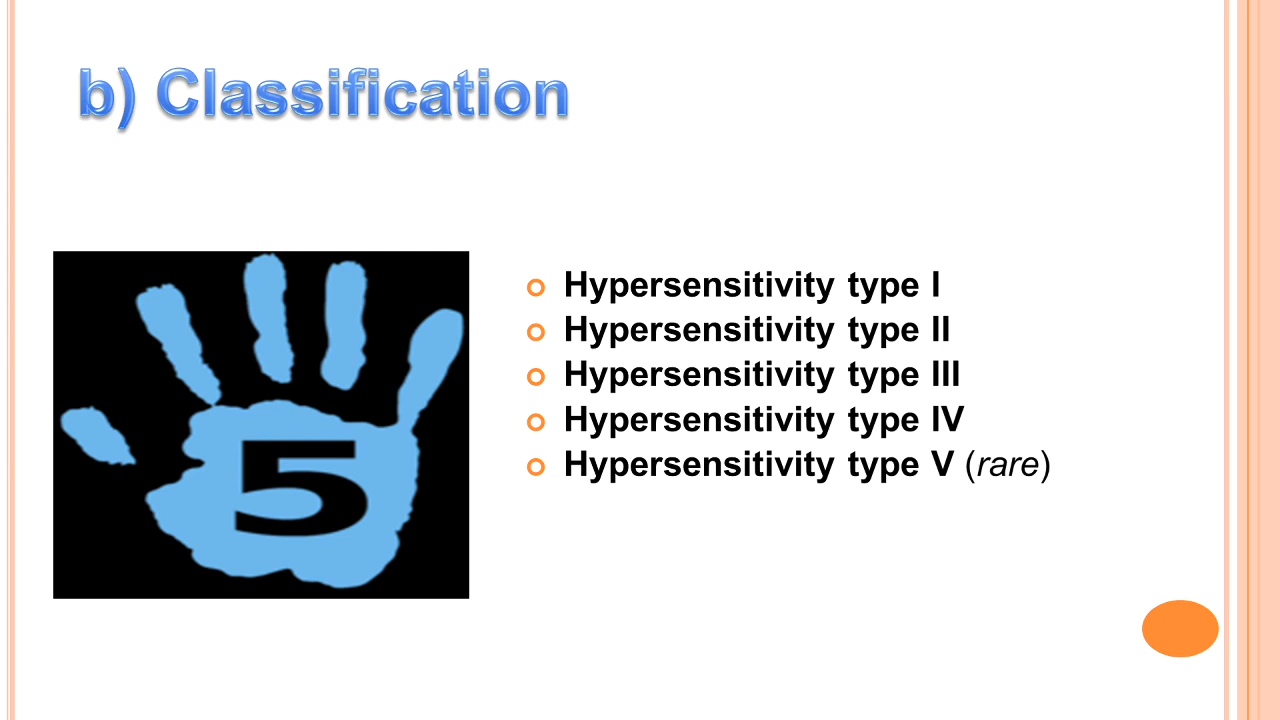 b) Classification
5
Hypersensitivity type I
Hypersensitivity type II
Hypersensitivity type III
Hypersensitivity type IV
Hypersensitivity type V (rare)